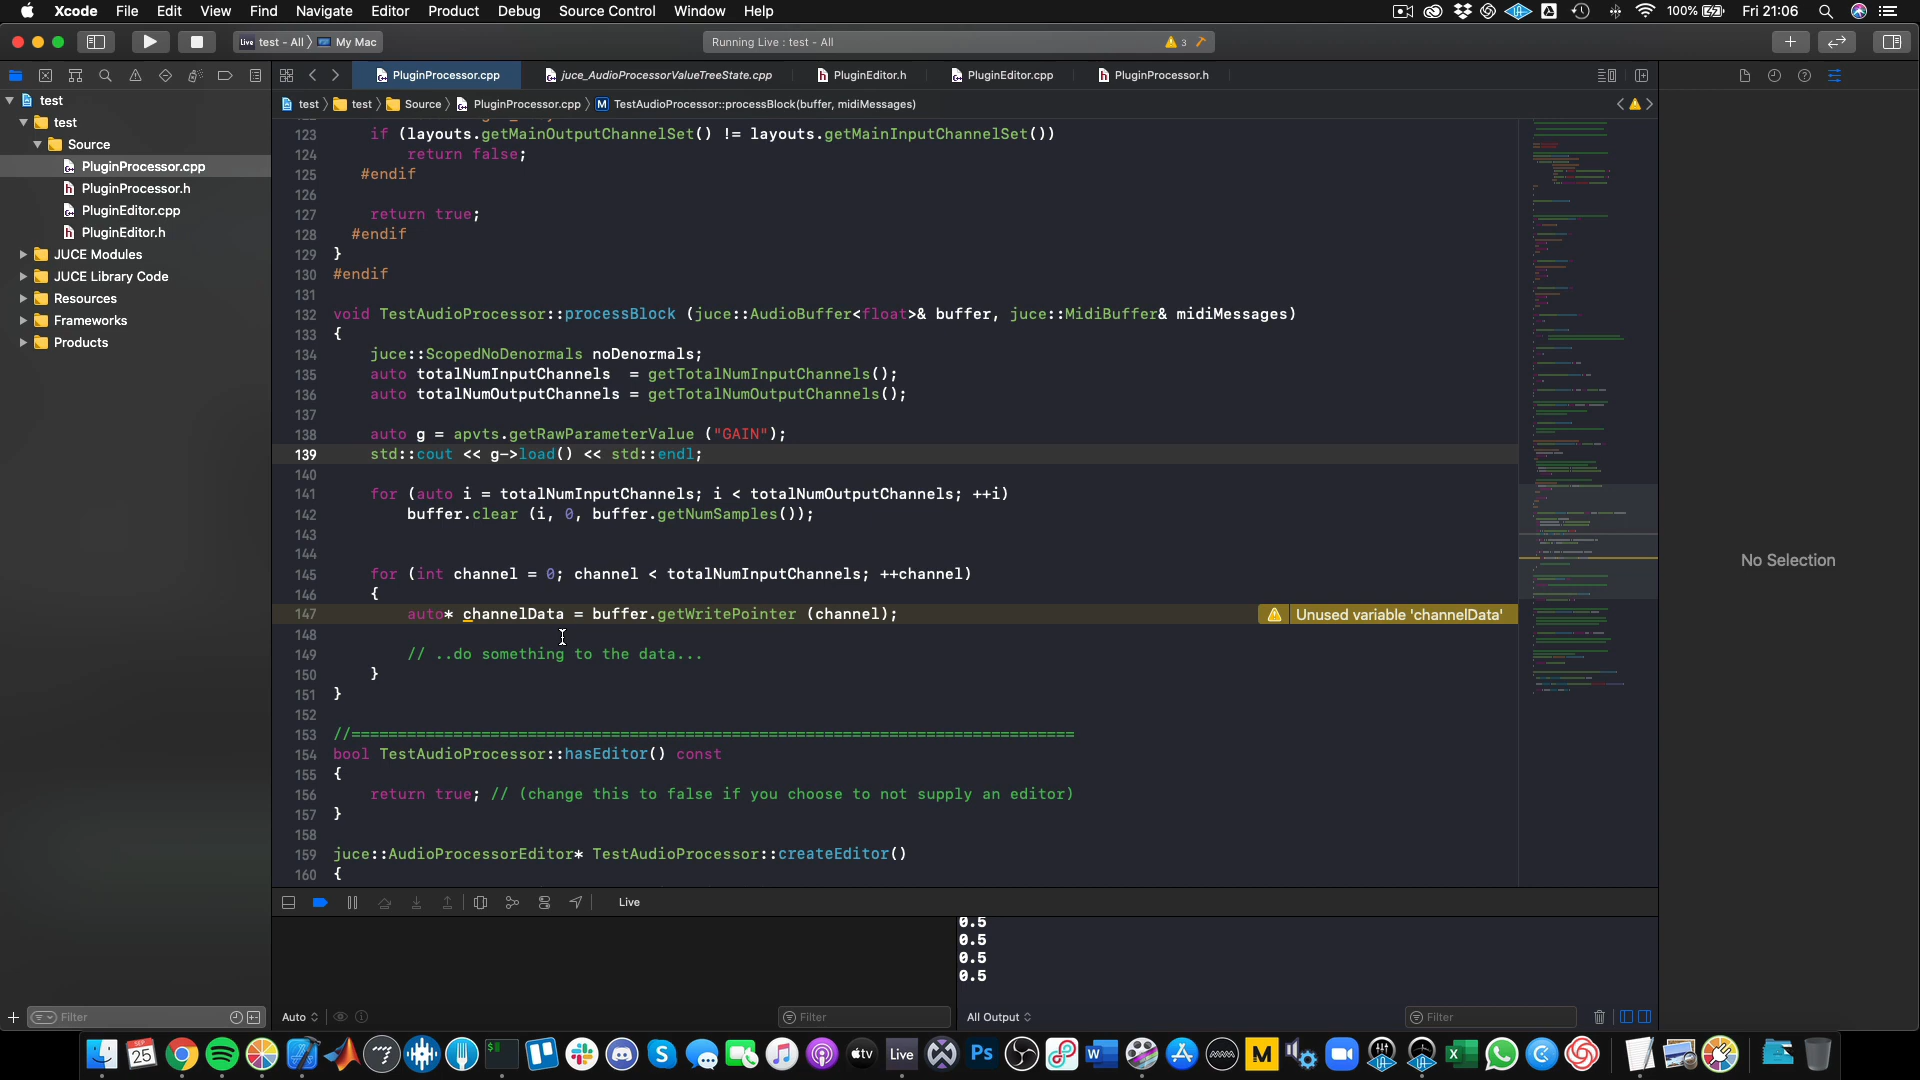 Xcode File Edit View Find Navigate Editor Product Debug Source Control Window Help
100% Fri 21:06
Live test - All My Mac
Running Live : test - All
3
PluginProcessor.cpp
juce_AudioProcessorValueTreeState.cpp
PluginEditor.h
PluginEditor.cpp
PluginProcessor.h
test
test
Source
PluginProcessor.cpp
PluginProcessor.h
PluginEditor.cpp
PluginEditor.h
JUCE Modules
JUCE Library Code
Resources
Frameworks
Products
test test Source PluginProcessor.cpp M TestAudioProcessor::processBlock(buffer, midiMessages)
123 if (layouts.getMainOutputChannelSet() != layouts.getMainInputChannelSet())
124 return false;
125 #endif
126
127 return true;
128 #endif
129 }
130 #endif
131
132 void TestAudioProcessor::processBlock (juce::AudioBuffer<float>& buffer, juce::MidiBuffer& midiMessages)
133 {
134 juce::ScopedNoDenormals noDenormals;
135 auto totalNumInputChannels  = getTotalNumInputChannels();
136 auto totalNumOutputChannels = getTotalNumOutputChannels();
137
138 auto g = apvts.getRawParameterValue ("GAIN");
139 std::cout << g->load() << std::endl;
140
141 for (auto i = totalNumInputChannels; i < totalNumOutputChannels; ++i)
142 buffer.clear (i, 0, buffer.getNumSamples());
143
144
145 for (int channel = 0; channel < totalNumInputChannels; ++channel)
146 {
147 auto* channelData = buffer.getWritePointer (channel); Unused variable 'channelData'
148
149 // ..do something to the data...
150 }
151 }
152
153 //==============================================================================
154 bool TestAudioProcessor::hasEditor() const
155 {
156 return true; // (change this to false if you choose to not supply an editor)
157 }
158
159 juce::AudioProcessorEditor* TestAudioProcessor::createEditor()
160 {
No Selection
Live
0.5
0.5
0.5
0.5
Filter
Auto
Filter
All Output
Filter
SEP
25
tv
Live
Ps
W
M
X